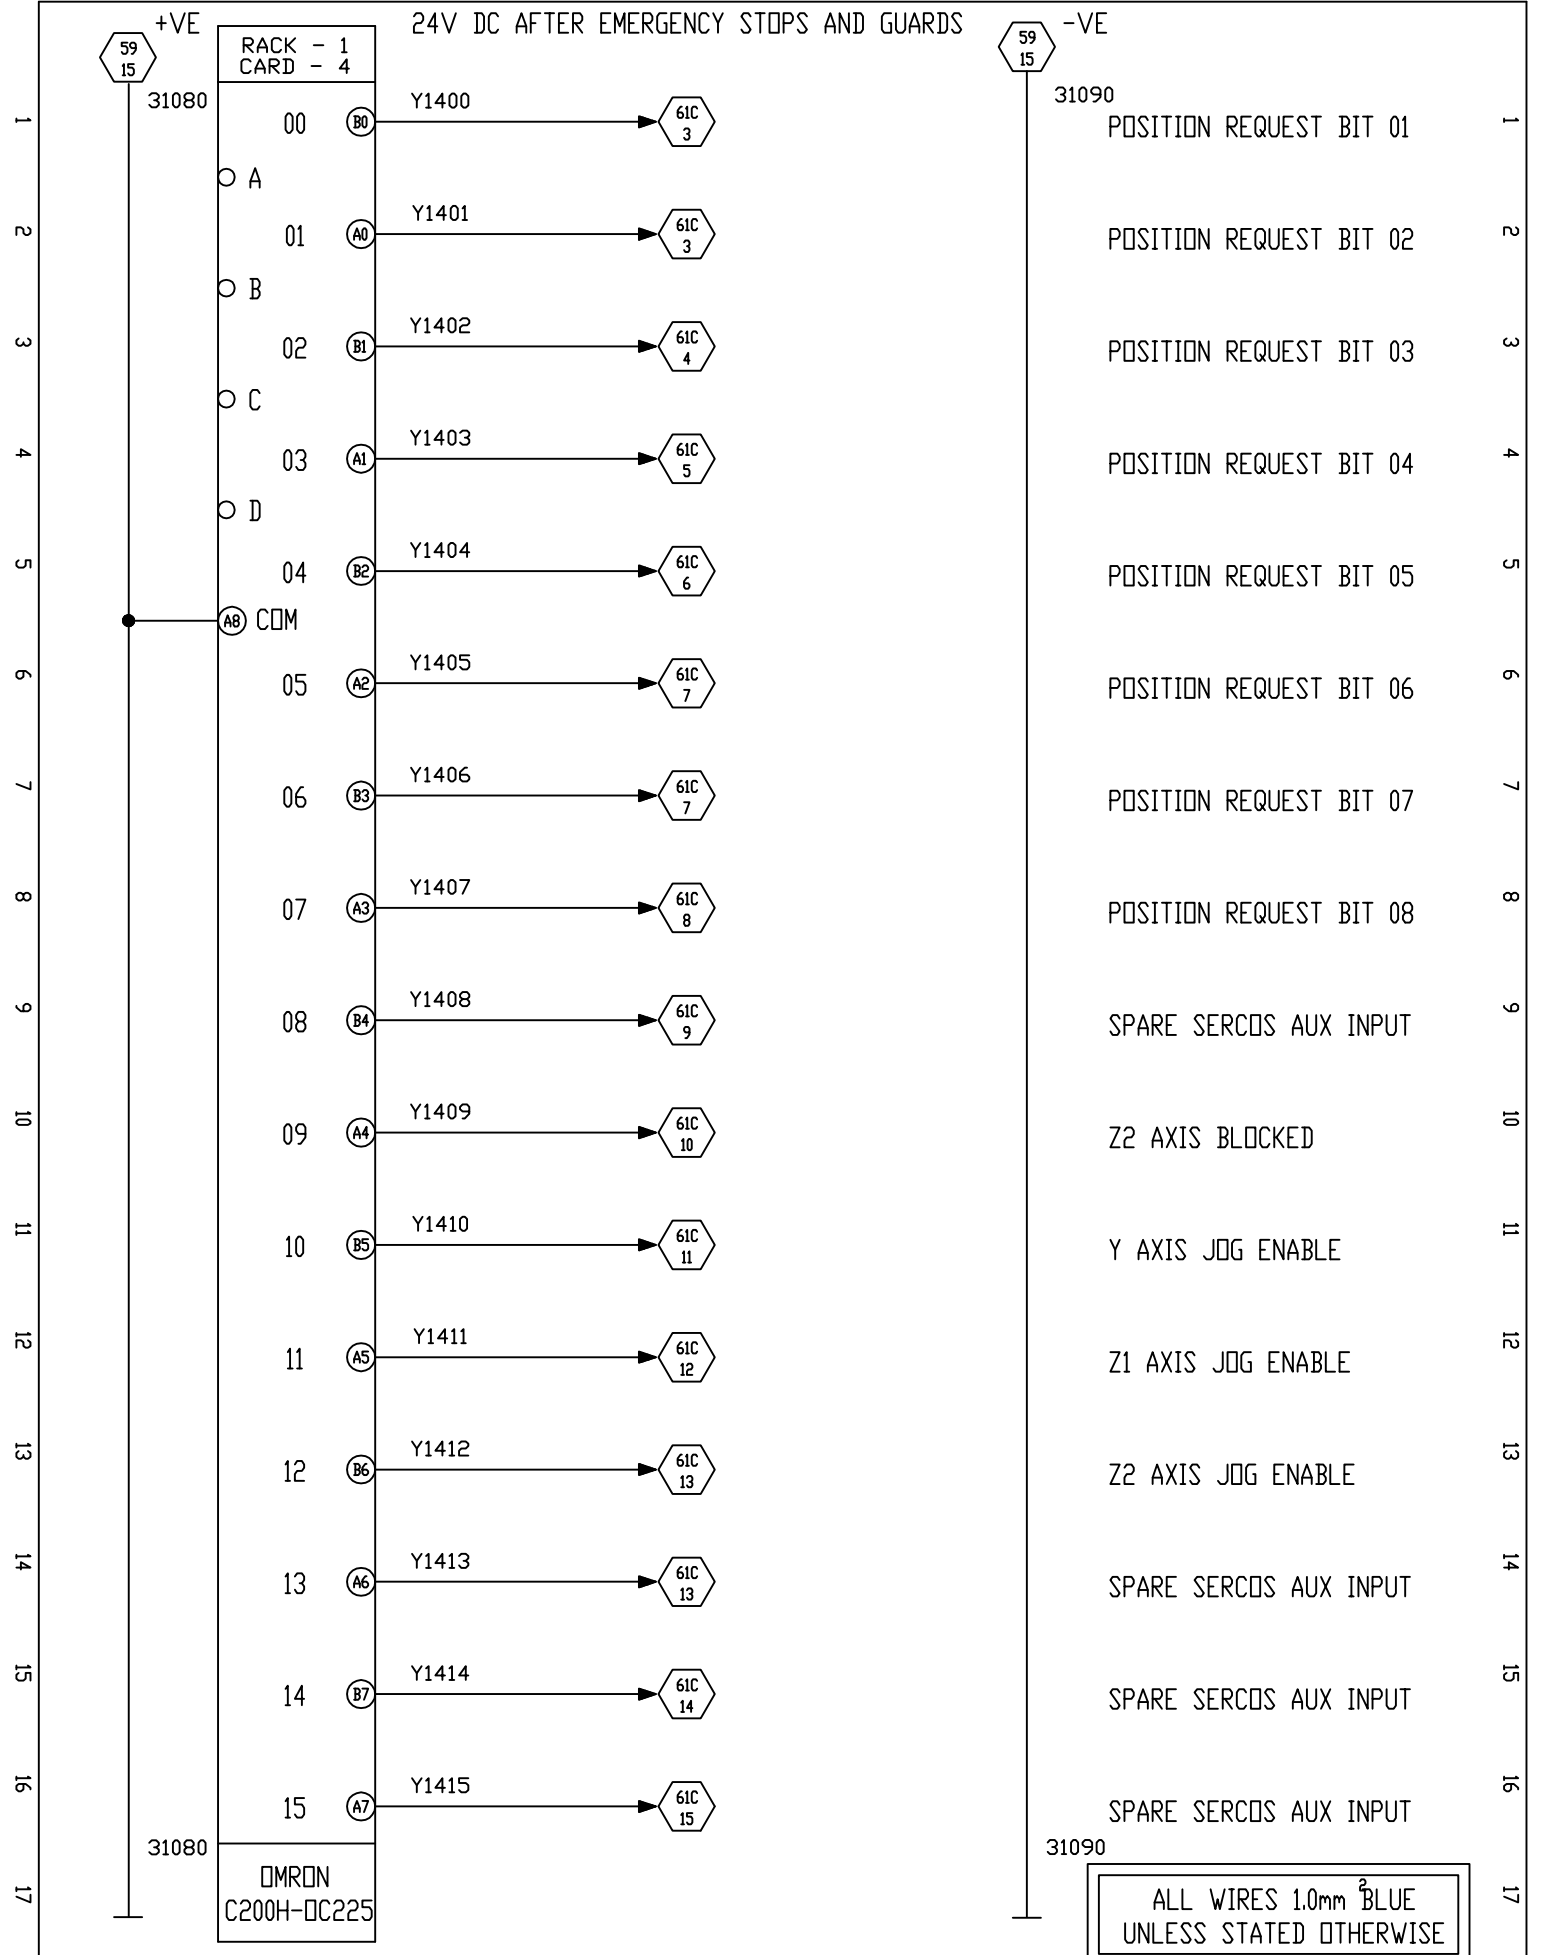 +VE 24V DC AFTER EMERGENCY STOPS AND GUARDS -VE
59
15
RACK - 1
CARD - 4
59
15
31080 31090
1 00 B0 Y1400 61C 3 POSITION REQUEST BIT 01 1
A
2 01 A0 Y1401 61C 3 POSITION REQUEST BIT 02 2
B
3 02 B1 Y1402 61C 4 POSITION REQUEST BIT 03 3
C
4 03 A1 Y1403 61C 5 POSITION REQUEST BIT 04 4
D
5 04 B2 Y1404 61C 6 POSITION REQUEST BIT 05 5
A8 COM
6 05 A2 Y1405 61C 7 POSITION REQUEST BIT 06 6
7 06 B3 Y1406 61C 7 POSITION REQUEST BIT 07 7
8 07 A3 Y1407 61C 8 POSITION REQUEST BIT 08 8
9 08 B4 Y1408 61C 9 SPARE SERCOS AUX INPUT 9
10 09 A4 Y1409 61C 10 Z2 AXIS BLOCKED 10
11 10 B5 Y1410 61C 11 Y AXIS JOG ENABLE 11
12 11 A5 Y1411 61C 12 Z1 AXIS JOG ENABLE 12
13 12 B6 Y1412 61C 13 Z2 AXIS JOG ENABLE 13
14 13 A6 Y1413 61C 13 SPARE SERCOS AUX INPUT 14
15 14 B7 Y1414 61C 14 SPARE SERCOS AUX INPUT 15
16 15 A7 Y1415 61C 15 SPARE SERCOS AUX INPUT 16
31080 31090
17 OMRON 17
C200H-OC225
ALL WIRES 1.0mm² BLUE
UNLESS STATED OTHERWISE